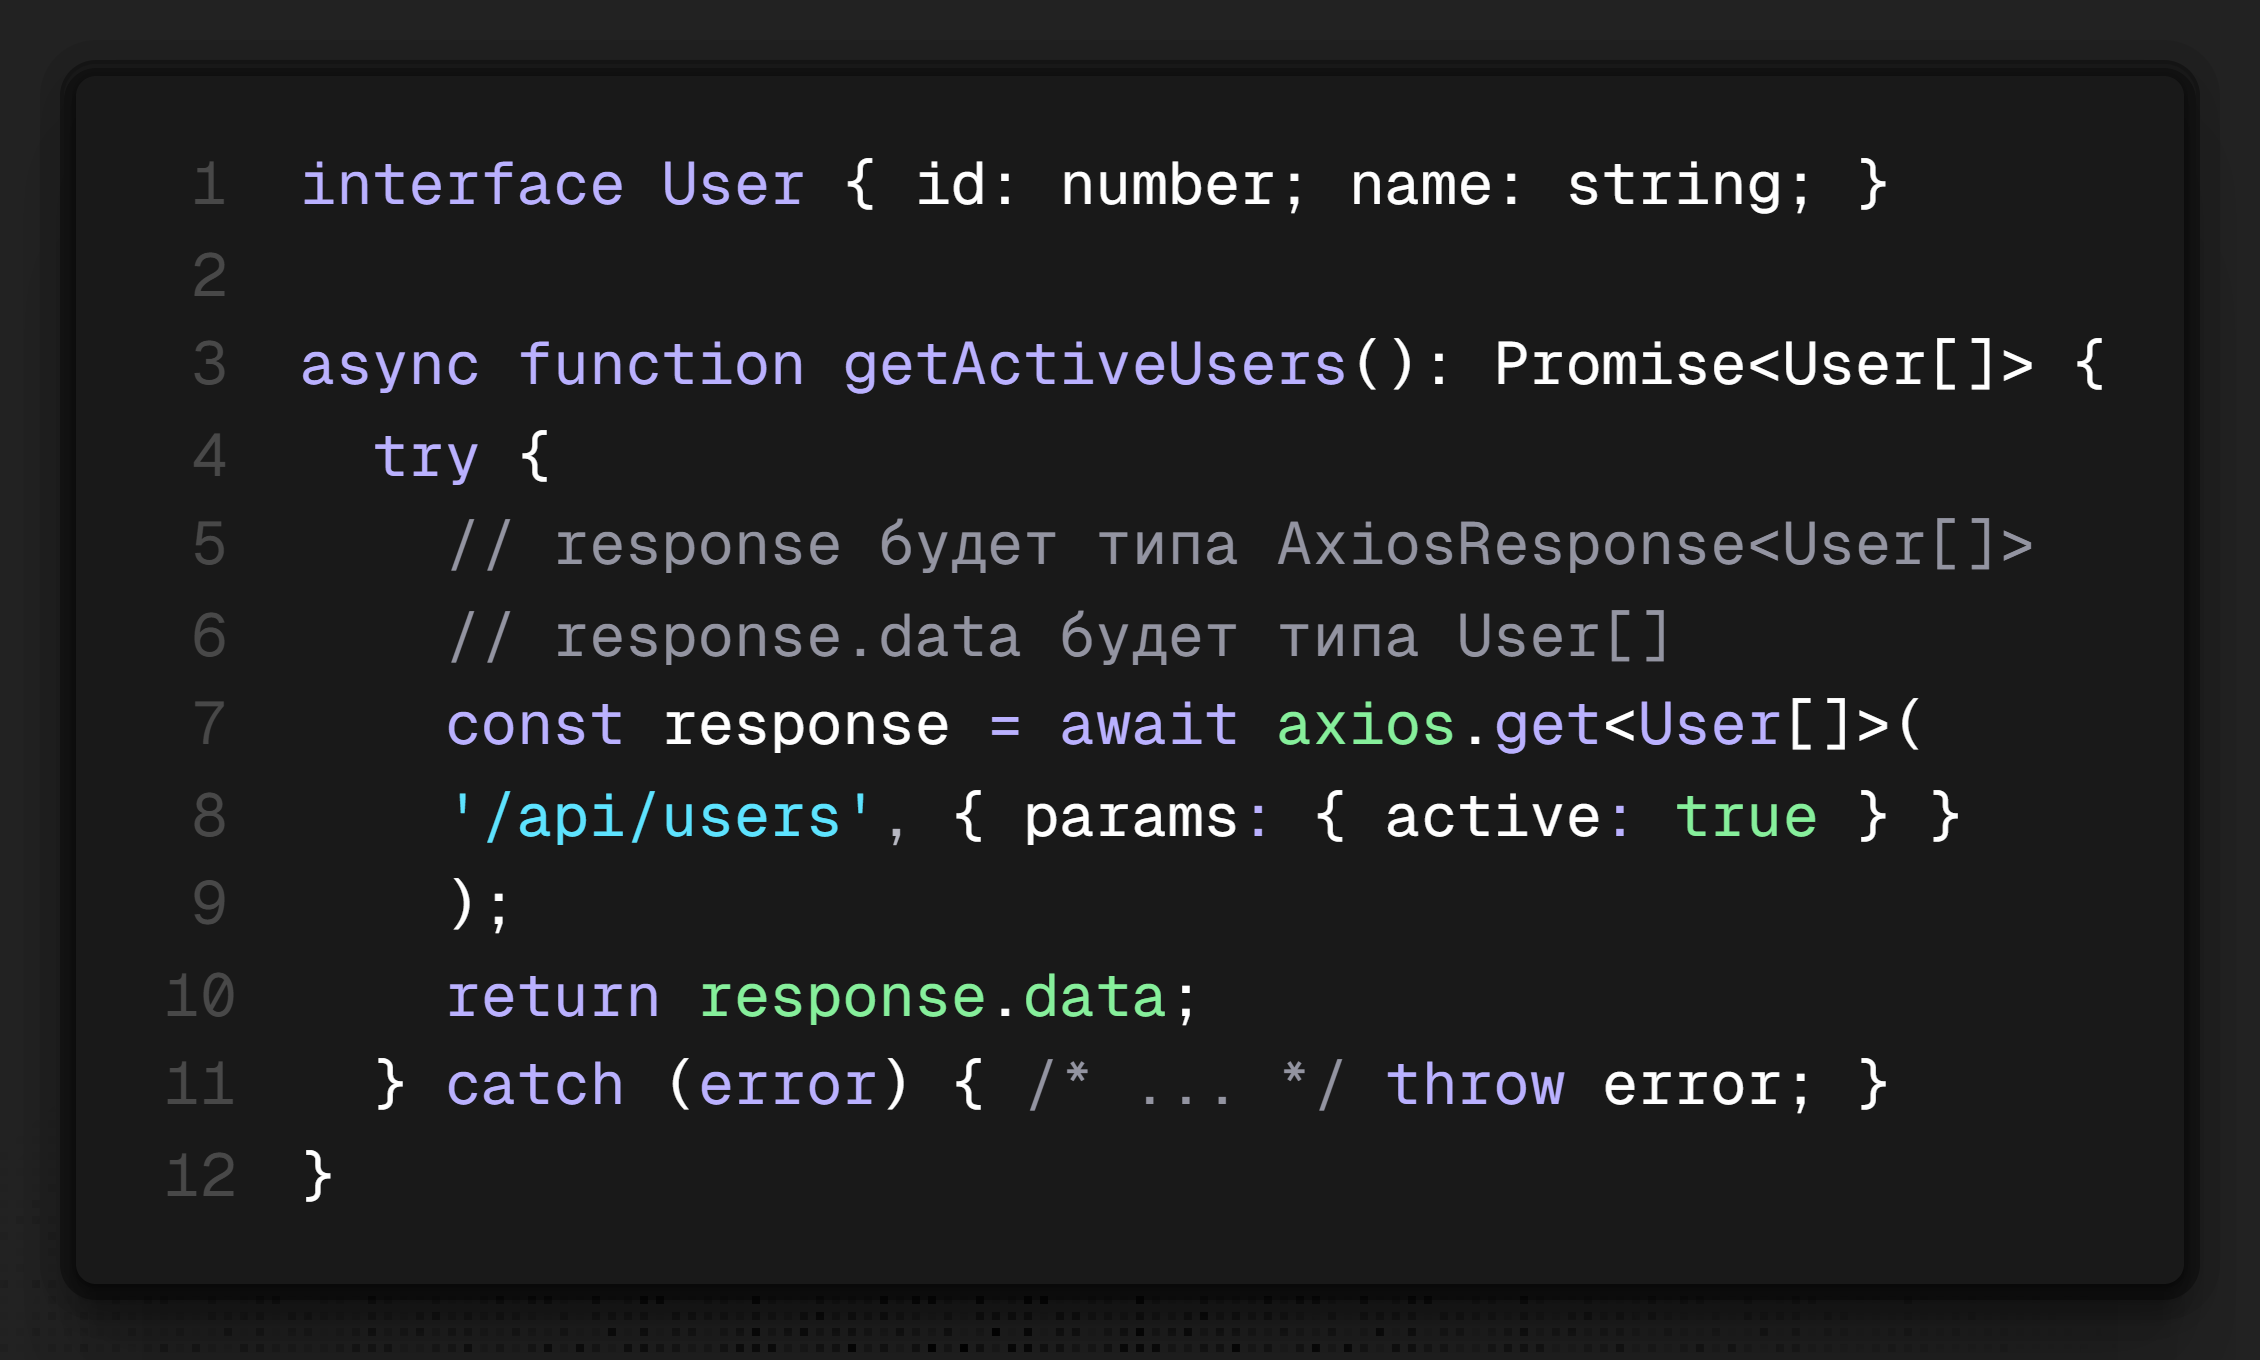 1 interface User { id: number; name: string; }
2
3 async function getActiveUsers(): Promise<User[]> {
4   try {
5     // response будет типа AxiosResponse<User[]>
6     // response.data будет типа User[]
7     const response = await axios.get<User[]>(
8     '/api/users', { params: { active: true } }
9     );
10     return response.data;
11   } catch (error) { /* ... */ throw error; }
12 }